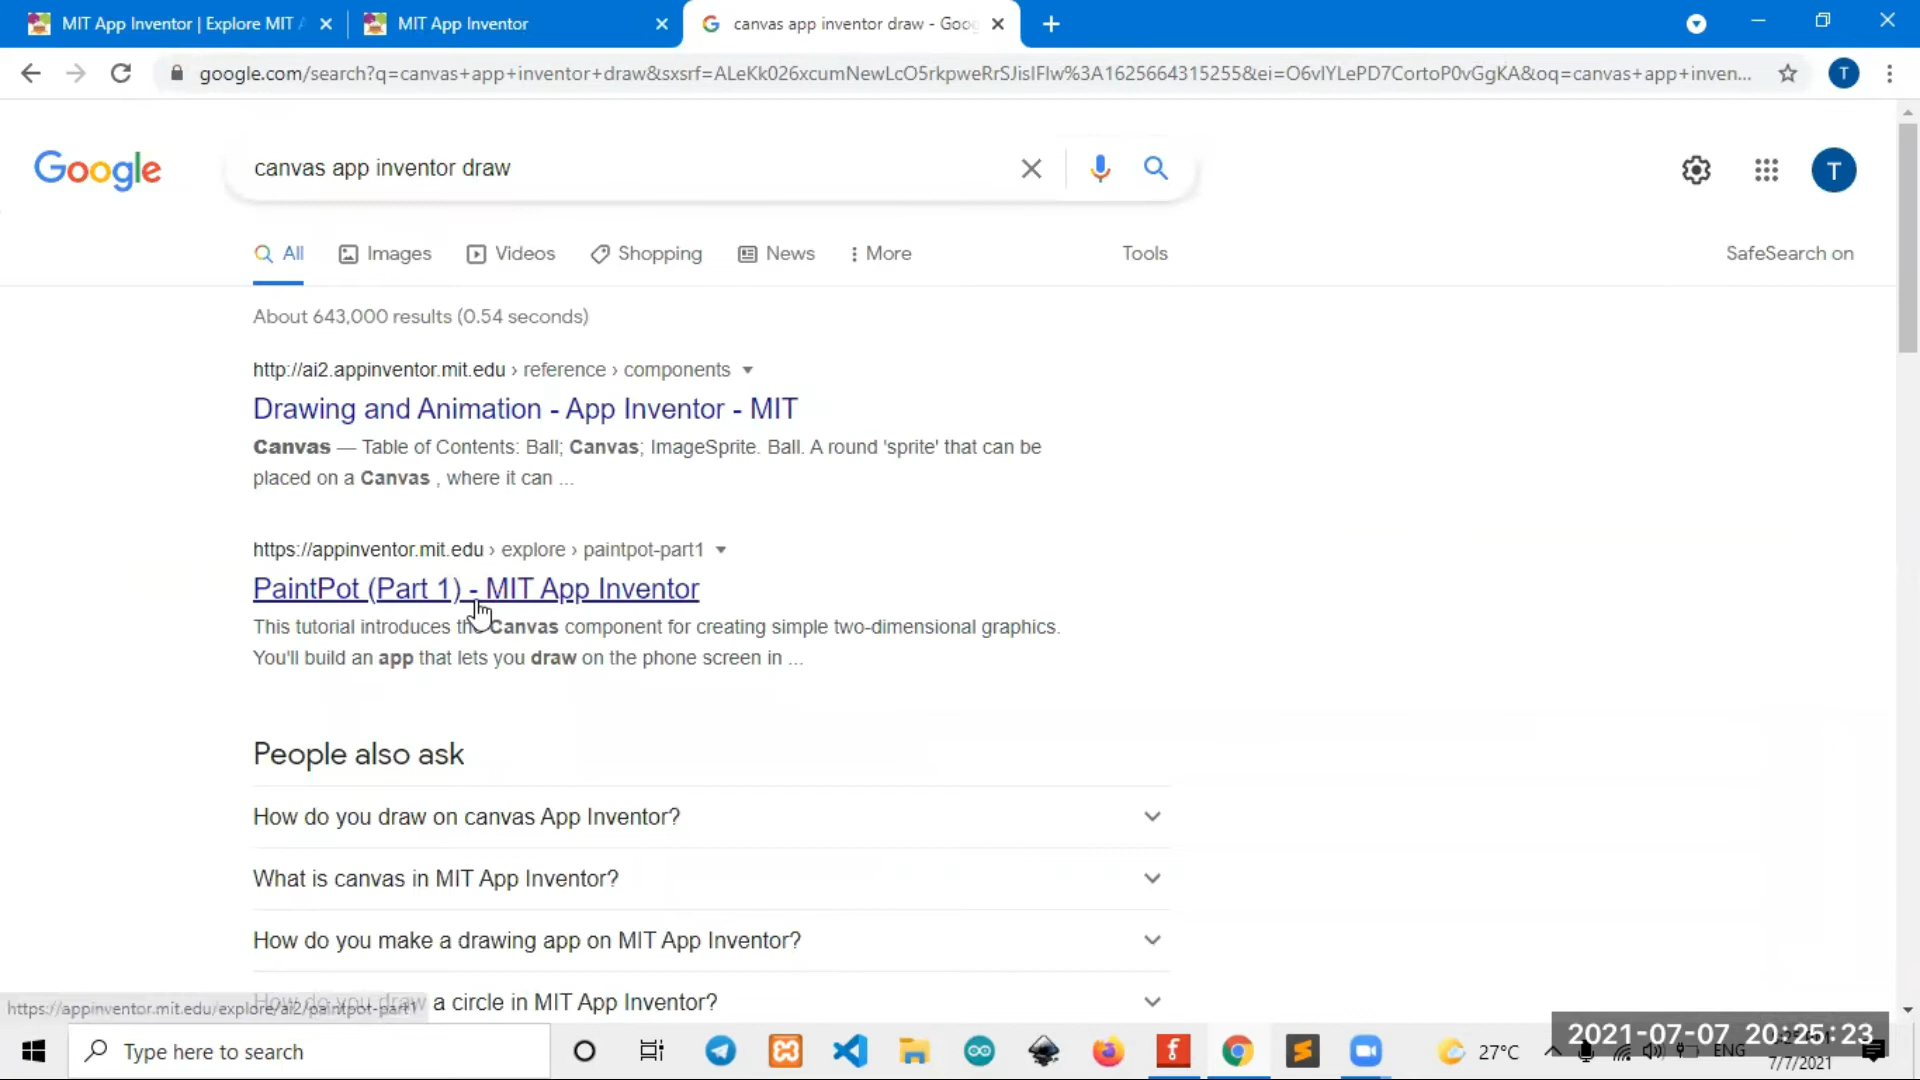 MIT App Inventor | Explore MIT A
MIT App Inventor
canvas app inventor draw - Goog
google.com/search?q=canvas+app+inventor+draw&sxsrf=ALeKk026xcumNewLcO5rkpweRrSJisIFlw%3A1625664315255&ei=O6vlYLePD7CortoP0vGgKA&oq=canvas+app+inven...
T
Google
canvas app inventor draw
T
All
Images
Videos
Shopping
News
More
Tools
SafeSearch on
About 643,000 results (0.54 seconds)
http://ai2.appinventor.mit.edu › reference › components
Drawing and Animation - App Inventor - MIT
Canvas — Table of Contents: Ball; Canvas; ImageSprite. Ball. A round 'sprite' that can be
placed on a Canvas , where it can ...
https://appinventor.mit.edu › explore › paintpot-part1
PaintPot (Part 1) - MIT App Inventor
This tutorial introduces the Canvas component for creating simple two-dimensional graphics.
You'll build an app that lets you draw on the phone screen in ...
People also ask
How do you draw on canvas App Inventor?
What is canvas in MIT App Inventor?
How do you make a drawing app on MIT App Inventor?
How do you draw a circle in MIT App Inventor?
https://appinventor.mit.edu/explore/ai2/paintpot-part1
Type here to search
27°C
ENG
2021-07-07 20:25:23
7/7/2021